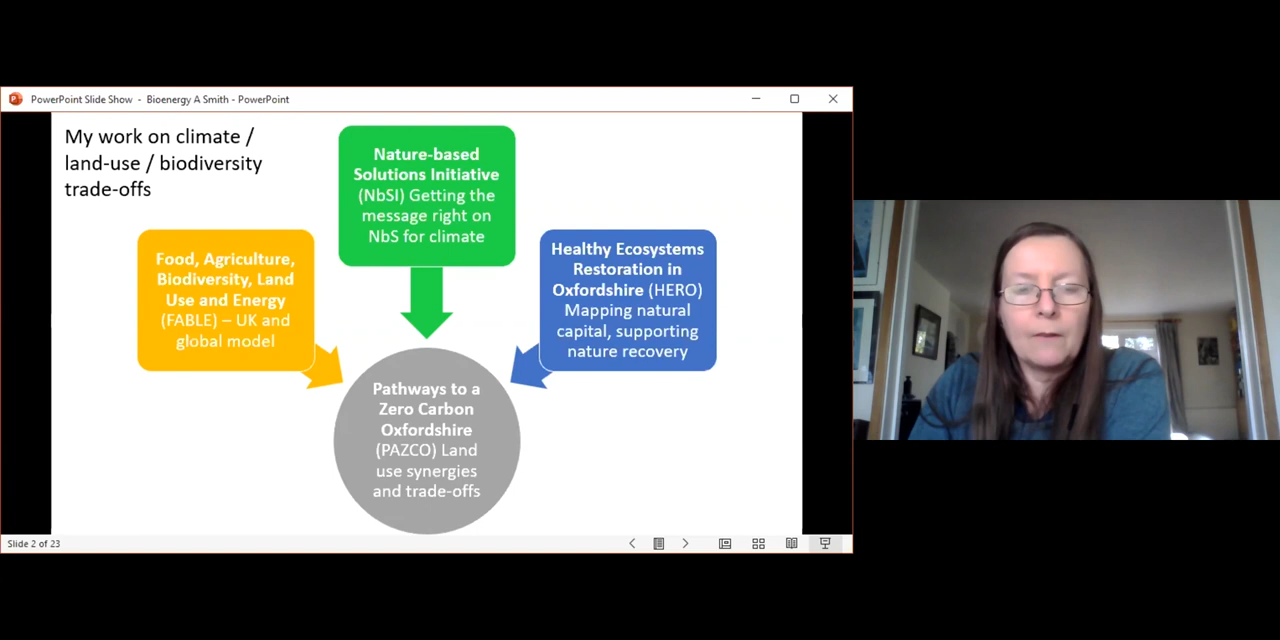 PowerPoint Slide Show - Bioenergy A Smith - PowerPoint
My work on climate /
land-use / biodiversity
trade-offs
Nature-based
Solutions Initiative
(NbSI) Getting the
message right on
NbS for climate
Food, Agriculture,
Biodiversity, Land
Use and Energy
(FABLE) – UK and
global model
Healthy Ecosystems
Restoration in
Oxfordshire (HERO)
Mapping natural
capital, supporting
nature recovery
Pathways to a
Zero Carbon
Oxfordshire
(PAZCO) Land
use synergies
and trade-offs
Slide 2 of 23